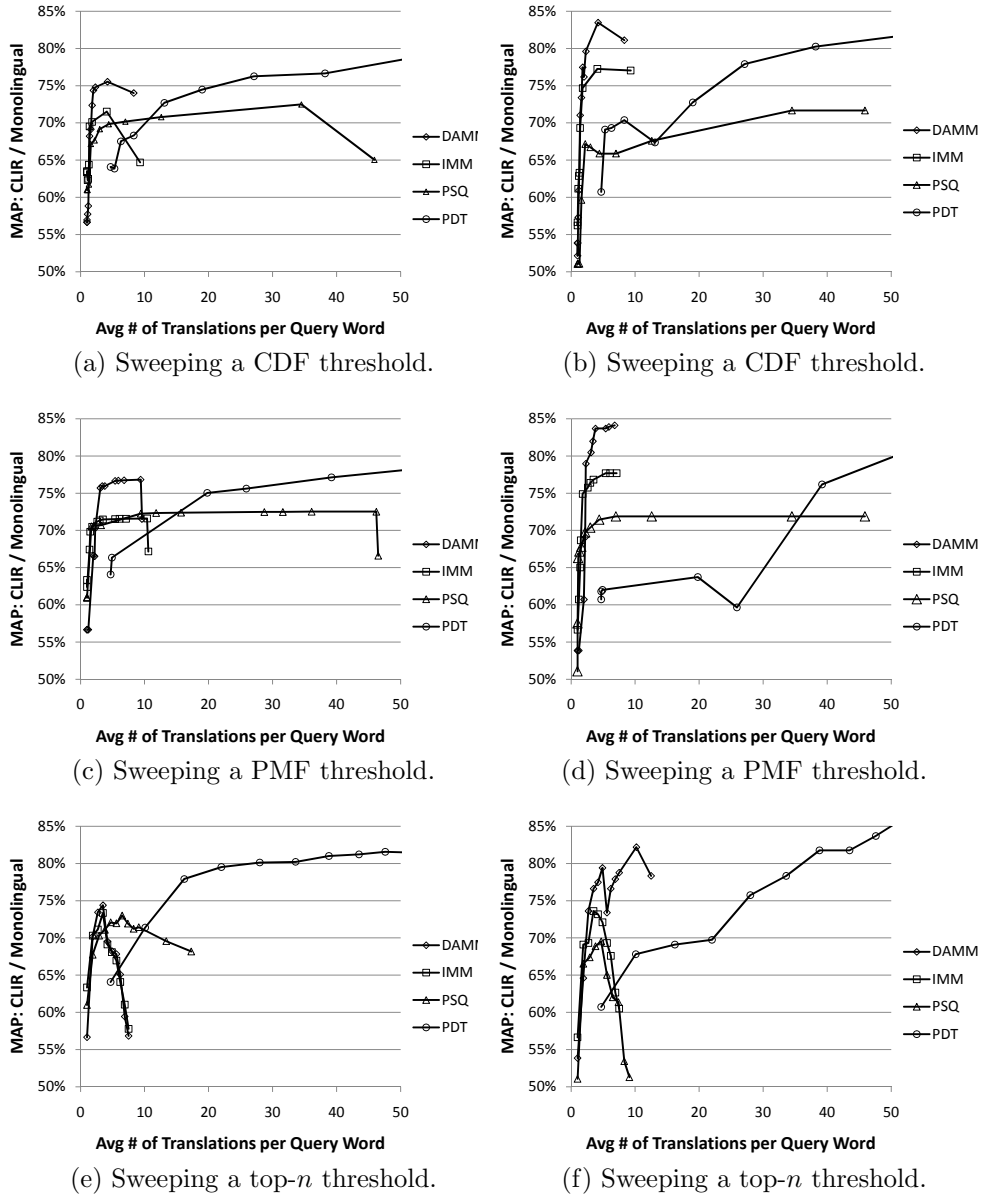 85%
80%
75%
70%
65%
60%
55%
50%
MAP: CLIR / Monolingual
0 10 20 30 40 50
Avg # of Translations per Query Word
DAMM
IMM
PSQ
PDT
(a) Sweeping a CDF threshold.
85%
80%
75%
70%
65%
60%
55%
50%
MAP: CLIR / Monolingual
0 10 20 30 40 50
Avg # of Translations per Query Word
DAMM
IMM
PSQ
PDT
(b) Sweeping a CDF threshold.
85%
80%
75%
70%
65%
60%
55%
50%
MAP: CLIR / Monolingual
0 10 20 30 40 50
Avg # of Translations per Query Word
DAMM
IMM
PSQ
PDT
(c) Sweeping a PMF threshold.
85%
80%
75%
70%
65%
60%
55%
50%
MAP: CLIR / Monolingual
0 10 20 30 40 50
Avg # of Translations per Query Word
DAMM
IMM
PSQ
PDT
(d) Sweeping a PMF threshold.
85%
80%
75%
70%
65%
60%
55%
50%
MAP: CLIR / Monolingual
0 10 20 30 40 50
Avg # of Translations per Query Word
DAMM
IMM
PSQ
PDT
(e) Sweeping a top-n threshold.
85%
80%
75%
70%
65%
60%
55%
50%
MAP: CLIR / Monolingual
0 10 20 30 40 50
Avg # of Translations per Query Word
DAMM
IMM
PSQ
PDT
(f) Sweeping a top-n threshold.